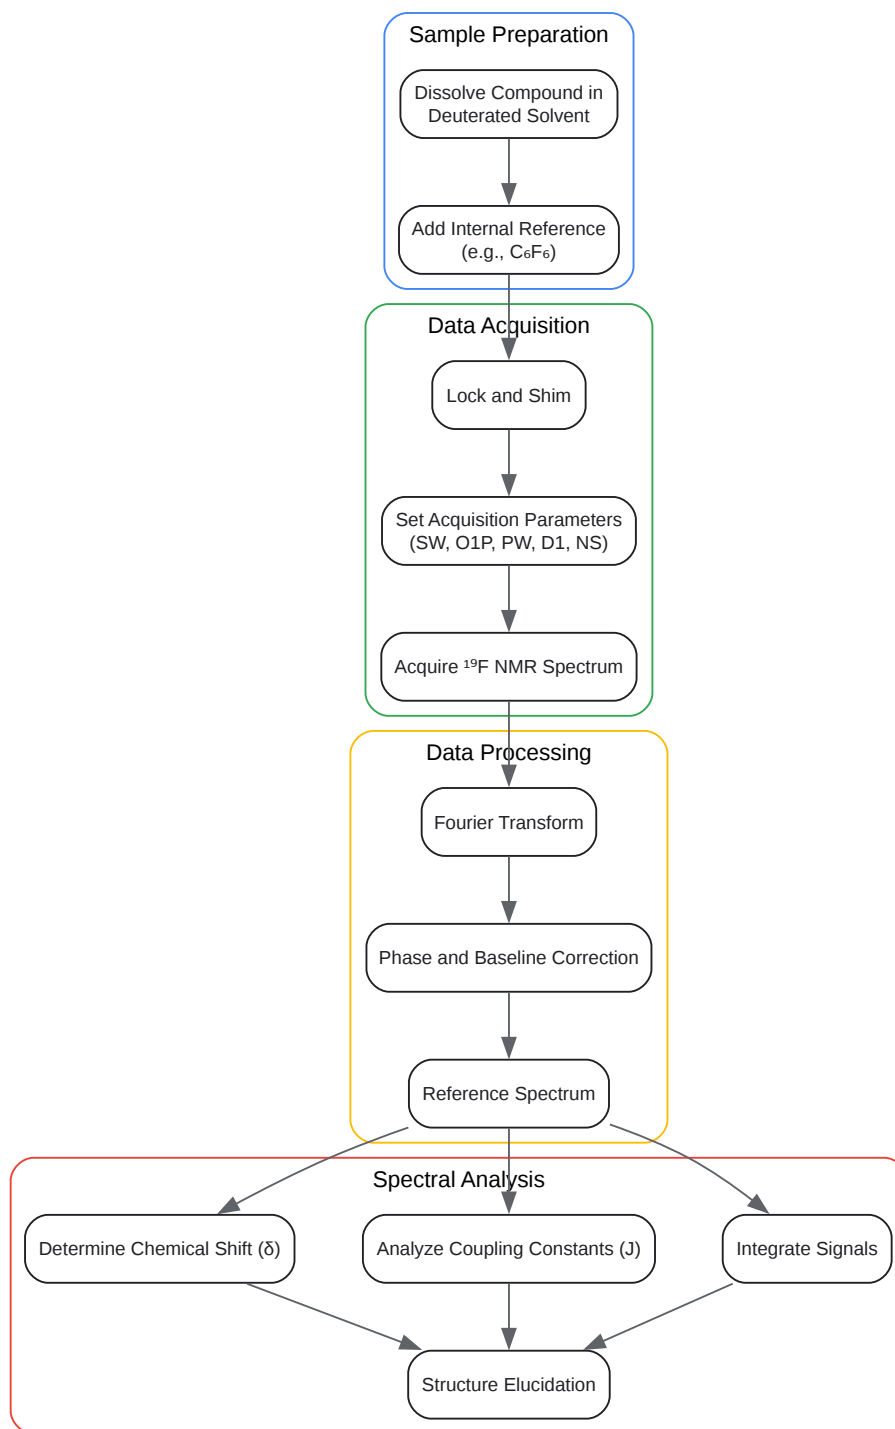 Sample Preparation
Dissolve Compound in
Deuterated Solvent
Add Internal Reference
(e.g., C₆F₆)
Data Acquisition
Lock and Shim
Set Acquisition Parameters
(SW, O1P, PW, D1, NS)
Acquire ¹⁹F NMR Spectrum
Data Processing
Fourier Transform
Phase and Baseline Correction
Reference Spectrum
Spectral Analysis
Determine Chemical Shift (δ)
Analyze Coupling Constants (J)
Integrate Signals
Structure Elucidation